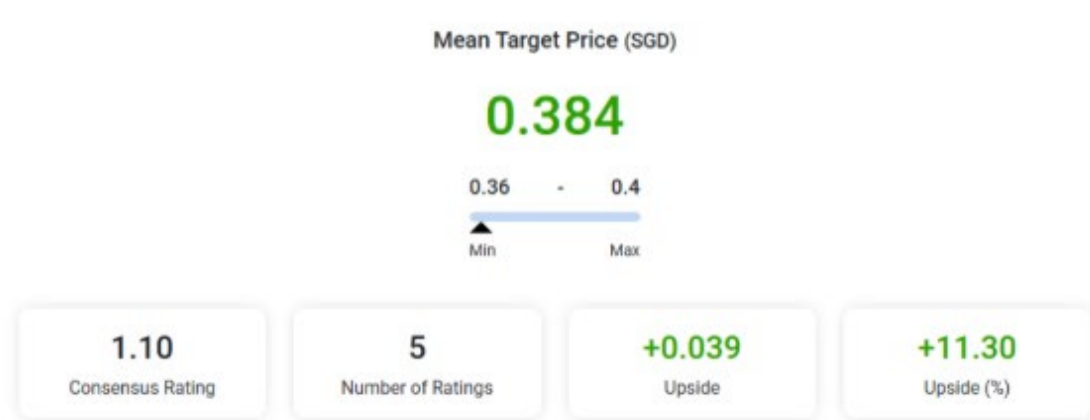 Mean Target Price (SGD)
0.384
0.36 - 0.4
Min Max
1.10 5 +0.039 +11.30
Consensus Rating Number of Ratings Upside Upside (%)